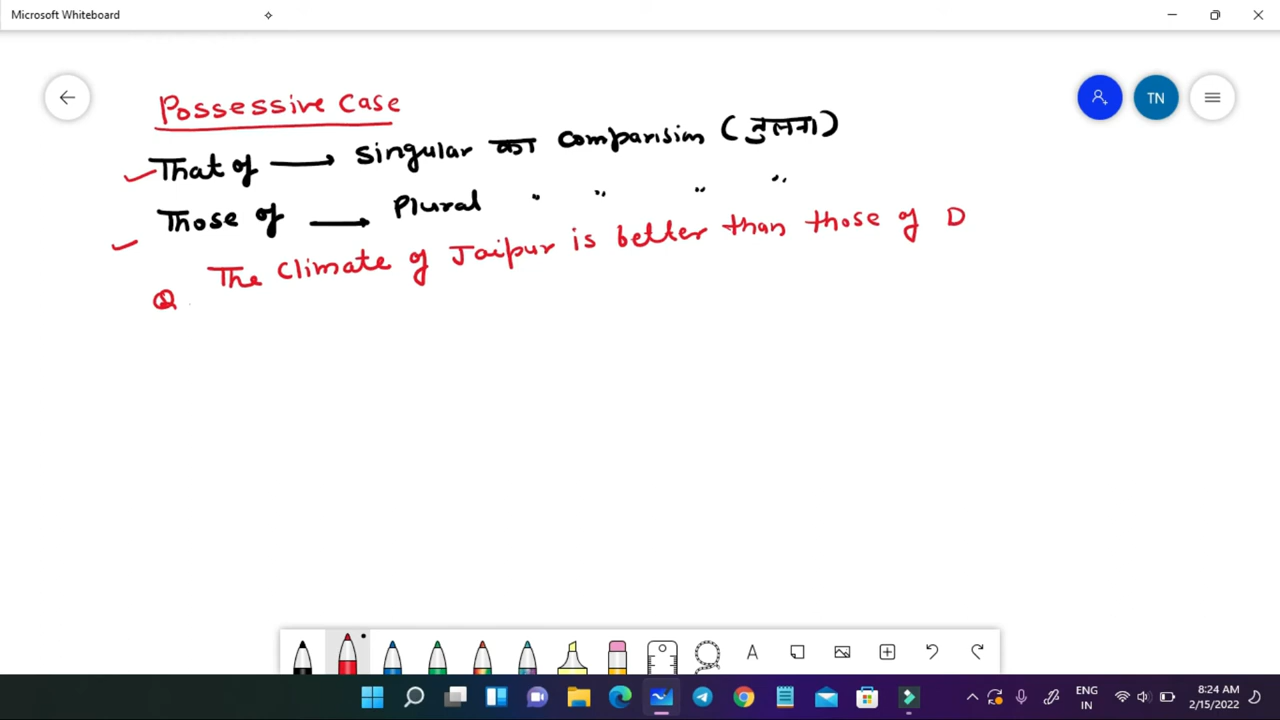 Microsoft Whiteboard
TN
Possessive Case
That of → Singular का comparision (तुलना)
Those of → Plural " " " "
The Climate of Jaipur is better than those of D
Q
A
ENG
IN
8:24 AM
2/15/2022